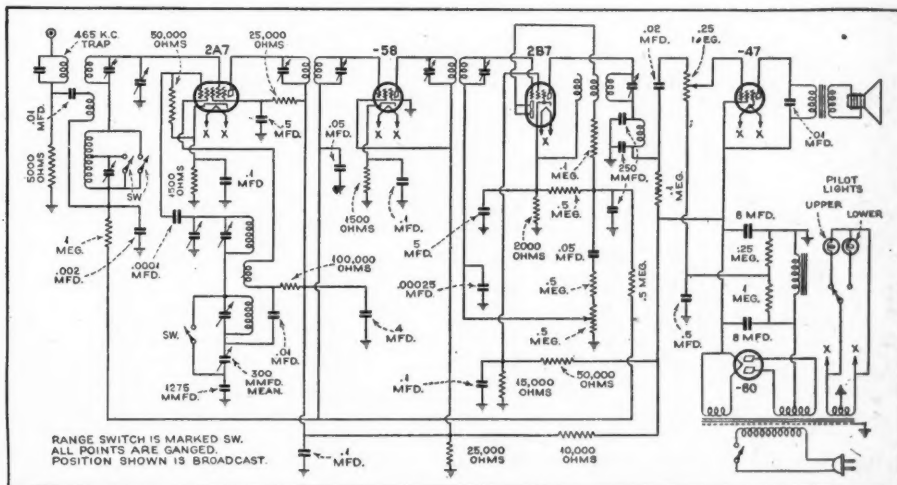 465 K.C.
TRAP
50,000
OHMS
2A7
25,000
OHMS
-58
2B7
.02
MFD.
.25
MEG.
-47
.01
MFD.
5000
OHMS
SW
1500
OHMS
.1
MFD
.5
MFD.
.05
MFD.
1500
OHMS
.1
MFD.
X X
X X
X X
X X
.1
MEG.
250
MMFD.
.1
MEG.
.01
MFD.
PILOT
LIGHTS
UPPER
LOWER
.1
MEG.
.002
MFD.
.0001
MFD.
100,000
OHMS
.5
MEG.
5
MFD.
2000
OHMS
.05
MFD.
.00025
MFD.
.5
MEG.
.5
MEG.
.5 MEG.
8 MFD.
.25
MEG.
.1
MEG.
8 MFD.
.5
MFD.
SW.
.01
MFD.
300
MMFD.
MEAN.
1275
MMFD.
.4
MFD.
.1
MFD.
15,000
OHMS
50,000
OHMS
-80
X X
RANGE SWITCH IS MARKED SW.
ALL POINTS ARE GANGED.
POSITION SHOWN IS BROADCAST.
.1
MFD.
25,000
OHMS
10,000
OHMS